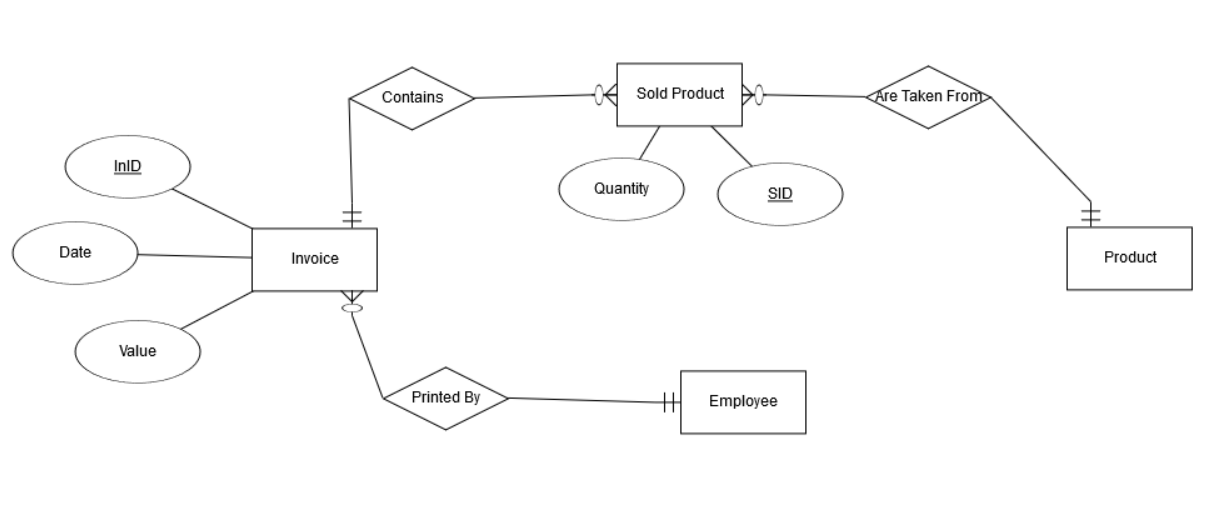 Contains
Sold Product
Are Taken From
InID
Quantity
SID
Date
Invoice
Product
Value
Printed By
Employee